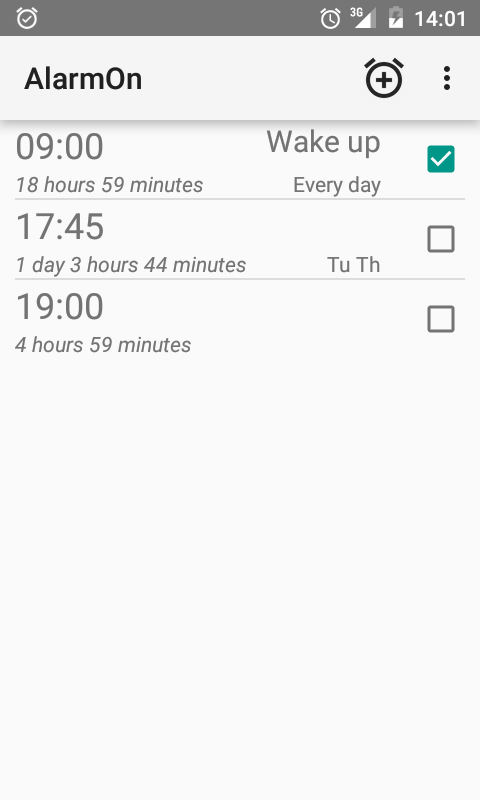 3G 14:01
AlarmOn
09:00 Wake up
18 hours 59 minutes Every day
17:45
1 day 3 hours 44 minutes Tu Th
19:00
4 hours 59 minutes